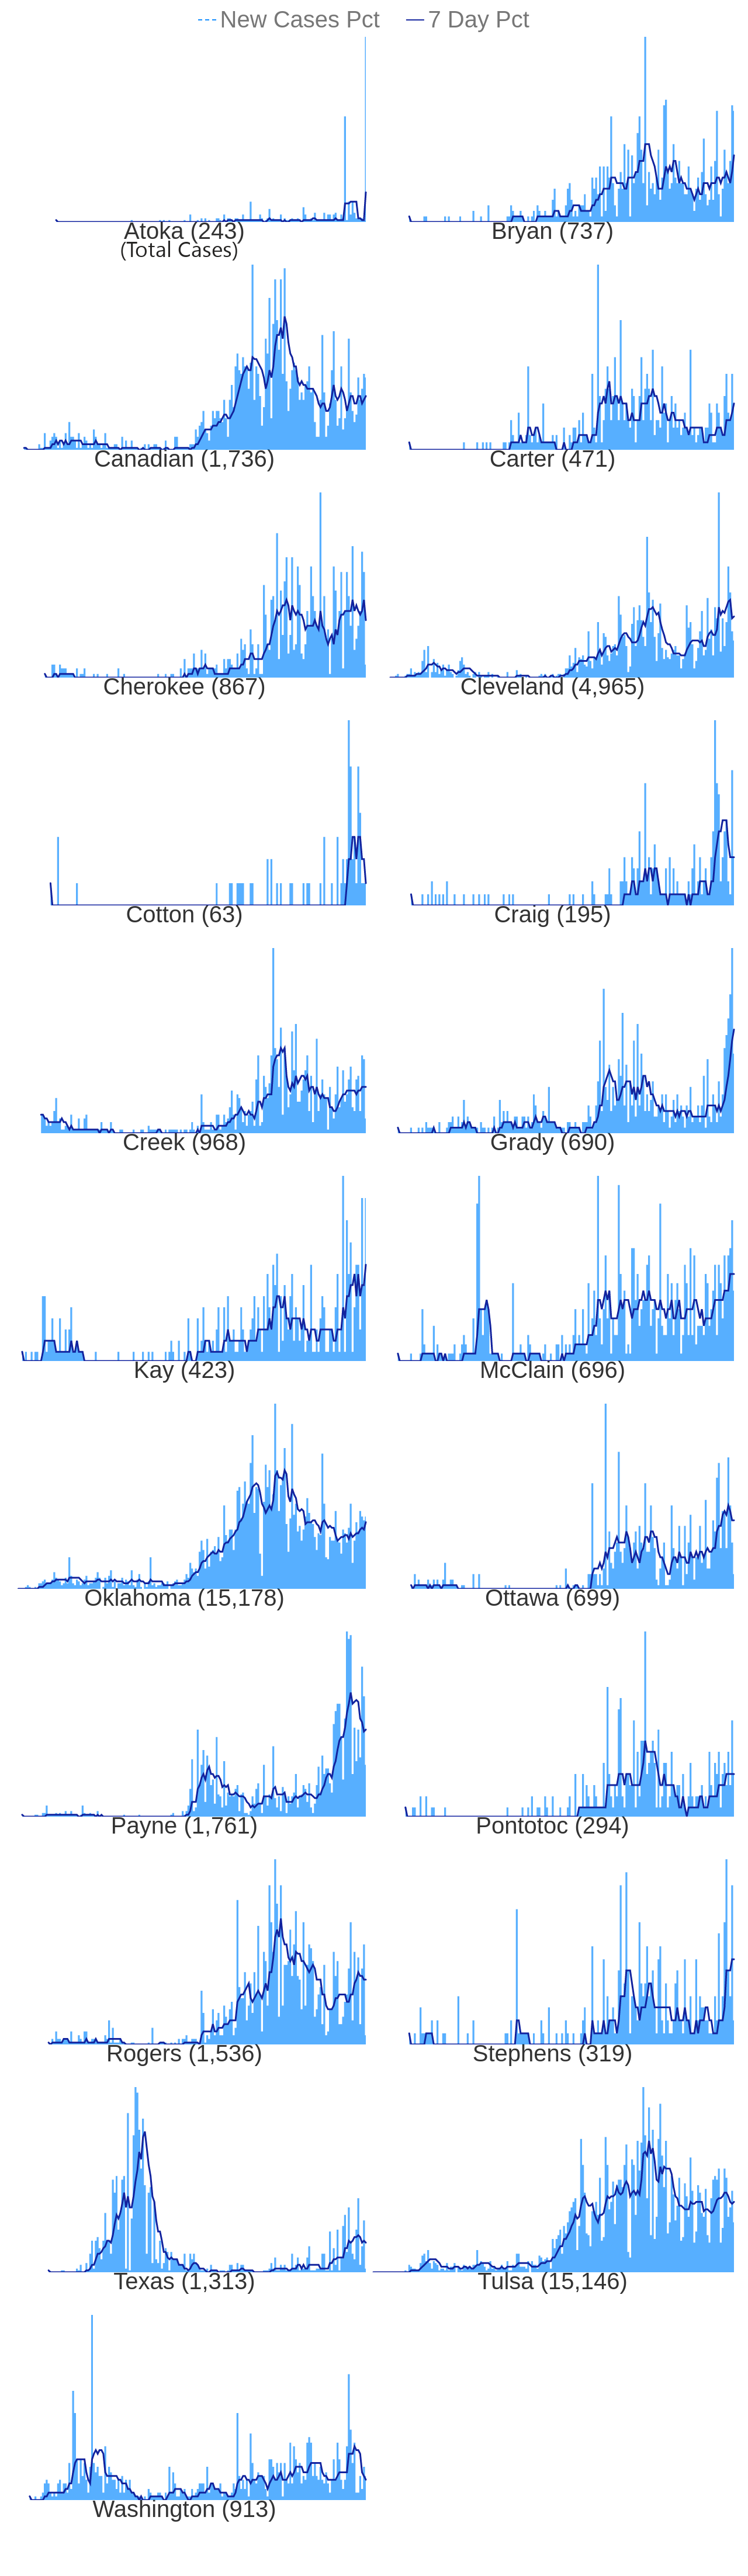 New Cases Pct 7 Day Pct
Atoka (243) Bryan (737)
(Total Cases)
Canadian (1,736) Carter (471)
Cherokee (867) Cleveland (4,965)
Cotton (63) Craig (195)
Creek (968) Grady (690)
Kay (423) McClain (696)
Oklahoma (15,178) Ottawa (699)
Payne (1,761) Pontotoc (294)
Rogers (1,536) Stephens (319)
Texas (1,313) Tulsa (15,146)
Washington (913)